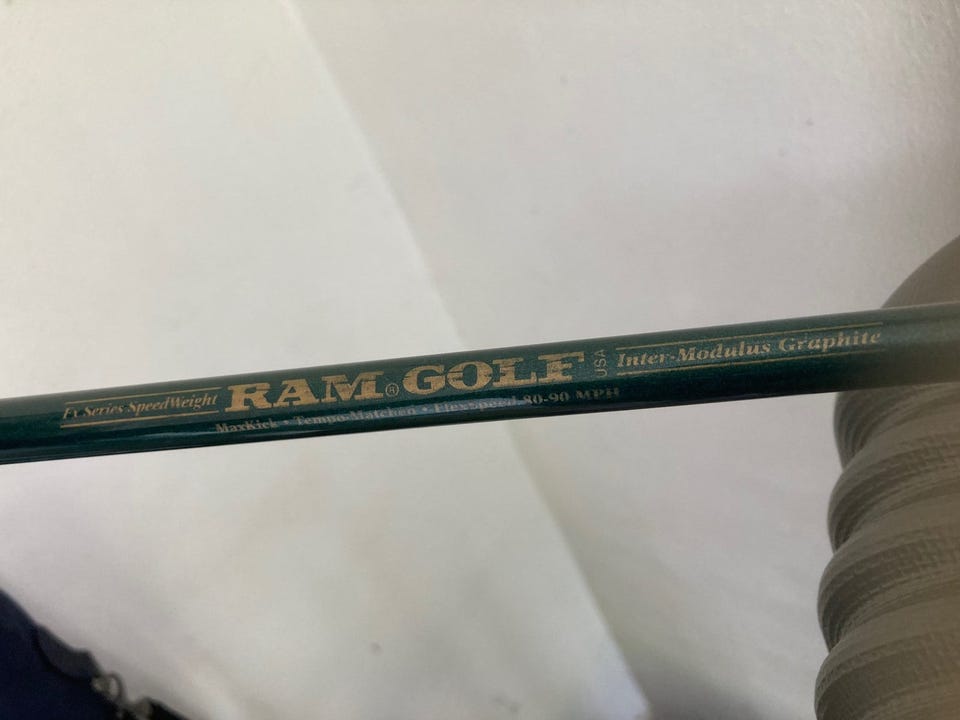 Fx Series SpeedWeight RAM® GOLF USA Inter-Modulus Graphite
MaxKick • Tempo-Matched • FlexSpeed 80-90 MPH